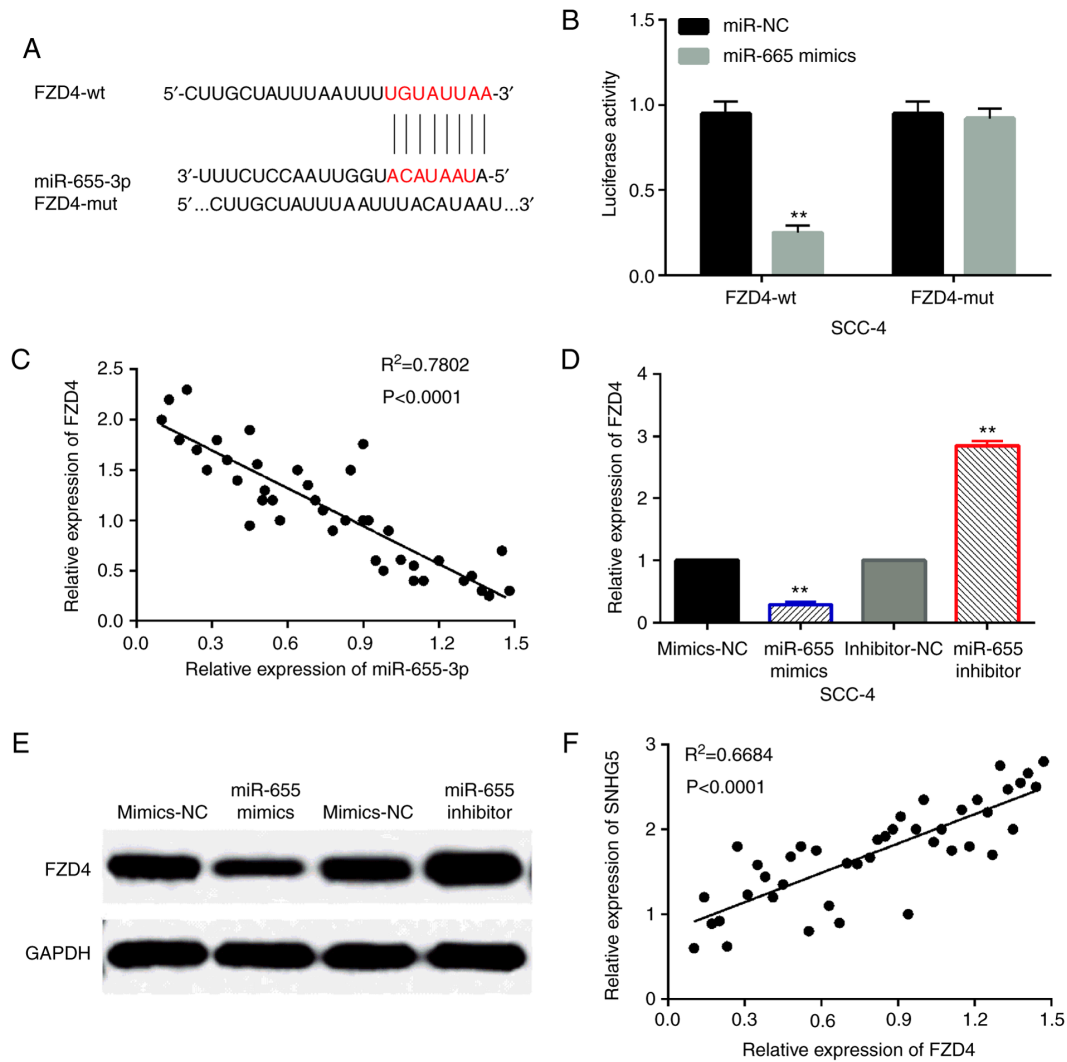 A
FZD4-wt 5′-CUUGCUAUUUAAUUUUGUAUUAA-3′
miR-655-3p 3′-UUUCUCCAAUUGGUACAUAAUA-5′
FZD4-mut 5′...CUUGCUAUUUAAUUUACAUAAU...3′
B
miR-NC
miR-665 mimics
Luciferase activity
1.5
1.0
0.5
0.0
**
FZD4-wt FZD4-mut
SCC-4
C
R²=0.7802
P<0.0001
Relative expression of FZD4
2.5
2.0
1.5
1.0
0.5
0.0
0.0 0.3 0.6 0.9 1.2 1.5
Relative expression of miR-655-3p
D
Relative expression of FZD4
4
3
2
1
0
**
**
Mimics-NC miR-655 mimics Inhibitor-NC miR-655 inhibitor
SCC-4
E
Mimics-NC miR-655 mimics Mimics-NC miR-655 inhibitor
FZD4
GAPDH
F
R²=0.6684
P<0.0001
Relative expression of SNHG5
3
2
1
0
0.0 0.3 0.6 0.9 1.2 1.5
Relative expression of FZD4